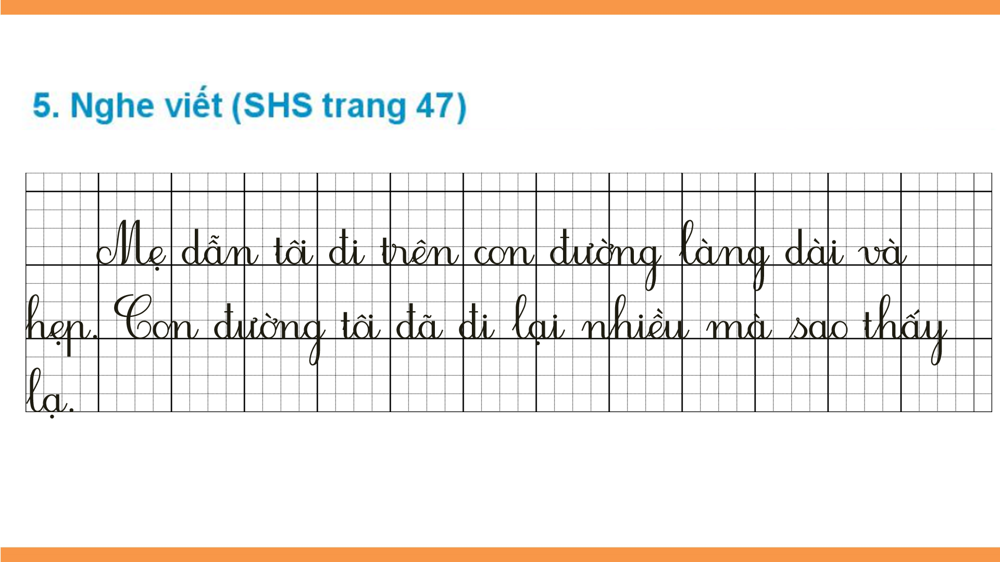 5. Nghe viết (SHS trang 47)
Mẹ dẫn tôi đi trên con đường làng dài và
hẹp. Con đường tôi đã đi lại nhiều mà sao thấy
lạ.